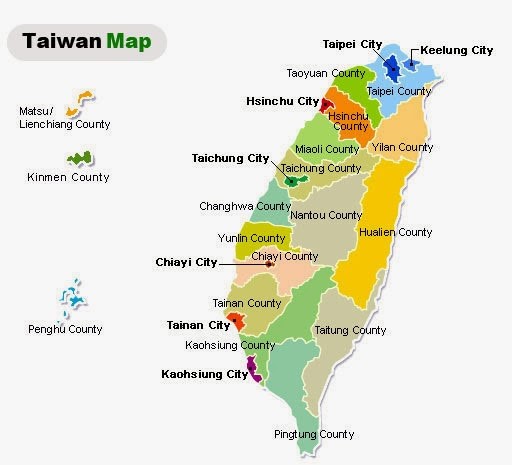 Taiwan Map
Taipei City
Keelung City
Taoyuan County
Taipei County
Matsu/
Lienchiang County
Hsinchu City
Hsinchu
County
Miaoli County
Yilan County
Taichung City
Taichung County
Kinmen County
Changhwa County
Nantou County
Hualien County
Yunlin County
Chiayi County
Chiayi City
Tainan County
Penghu County
Tainan City
Taitung County
Kaohsiung County
Kaohsiung City
Pingtung County